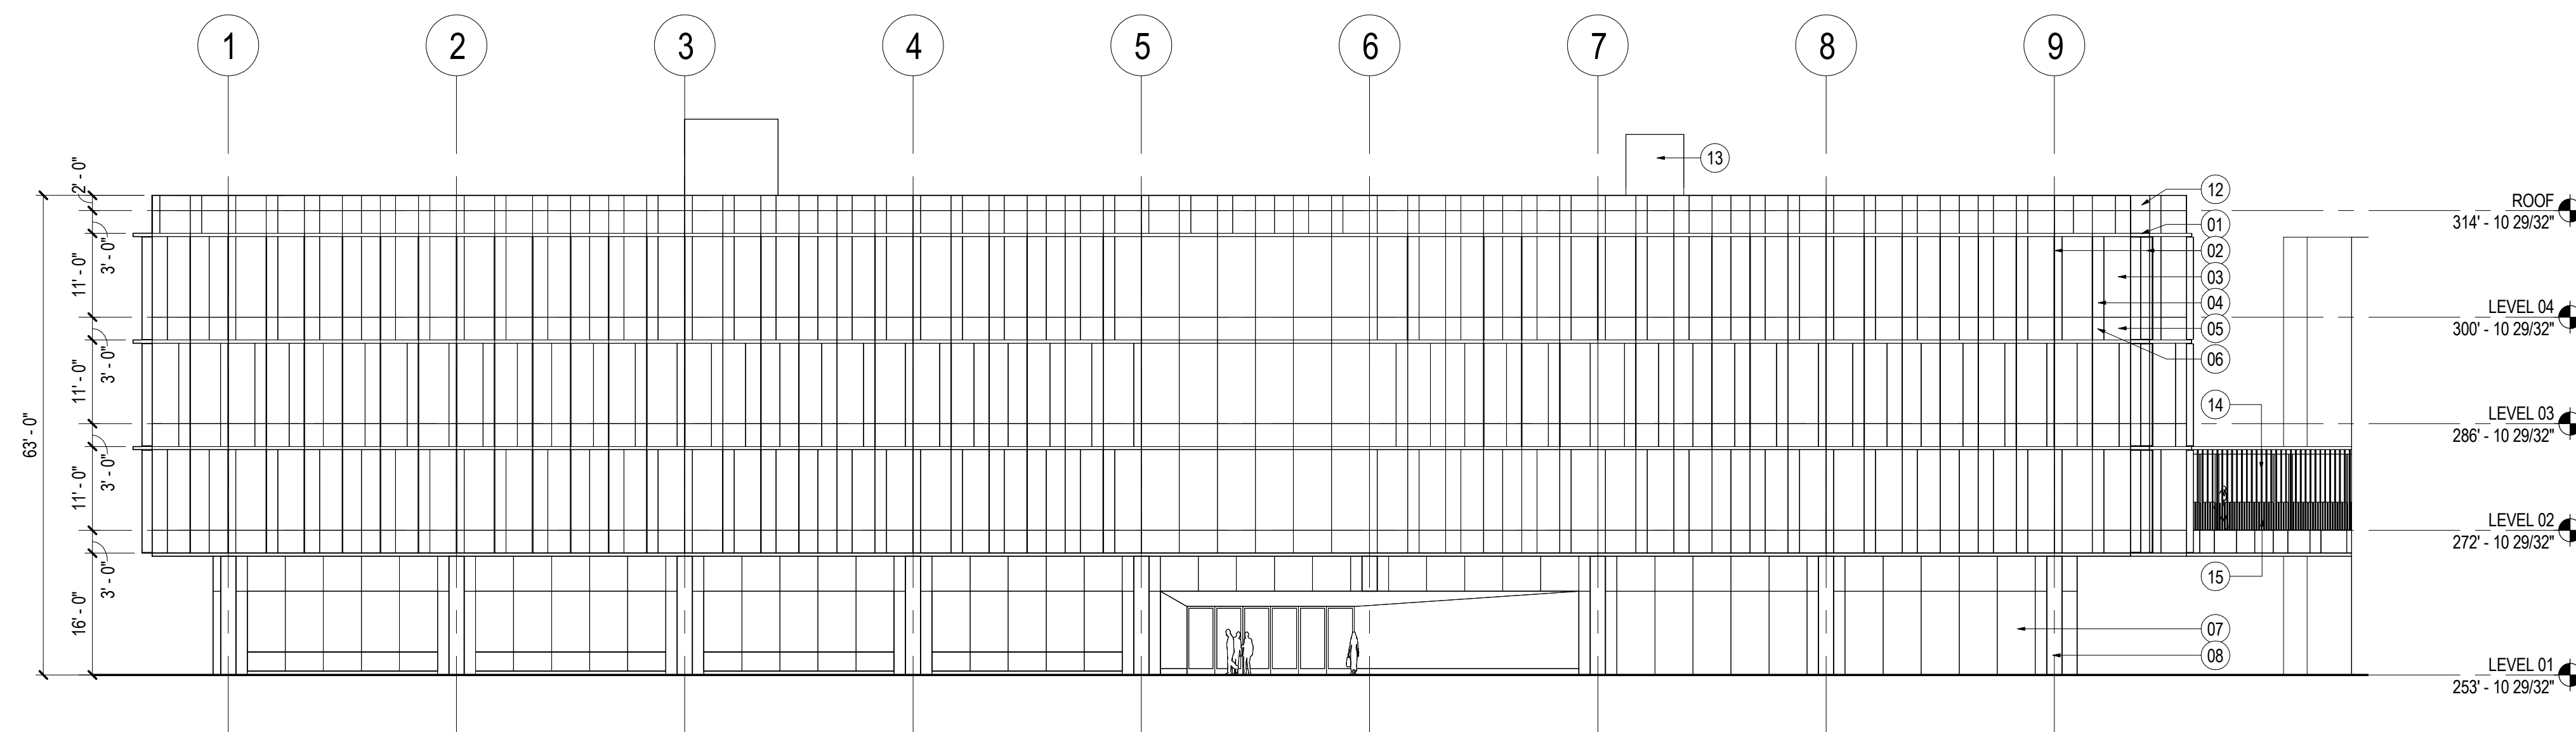 1 2 3 4 5 6 7 8 9
13
12
01
02
03
04
05
06
14
15
07
08
ROOF
314' - 10 29/32"
LEVEL 04
300' - 10 29/32"
LEVEL 03
286' - 10 29/32"
LEVEL 02
272' - 10 29/32"
LEVEL 01
253' - 10 29/32"
63' - 0"
2' - 0"
11' - 0"
3' - 0"
11' - 0"
3' - 0"
11' - 0"
3' - 0"
16' - 0"
3' - 0"